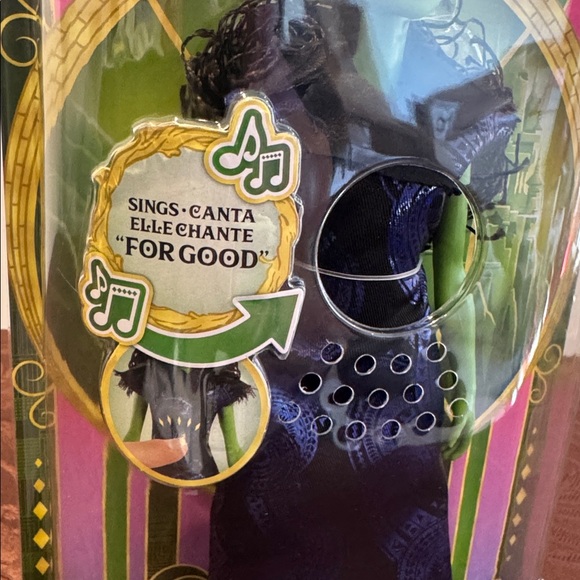 SINGS • CANTA
ELLE CHANTE
"FOR GOOD"